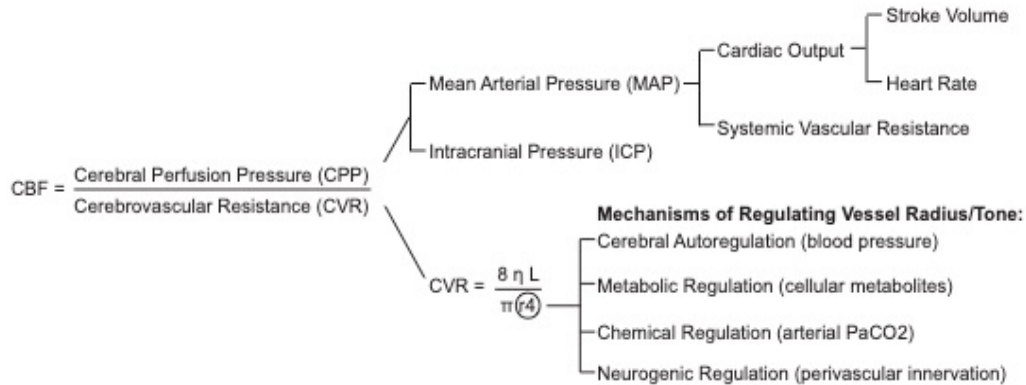 Stroke Volume
Cardiac Output
Heart Rate
Mean Arterial Pressure (MAP)
Systemic Vascular Resistance
Intracranial Pressure (ICP)
CBF = Cerebral Perfusion Pressure (CPP)
Cerebrovascular Resistance (CVR)
Mechanisms of Regulating Vessel Radius/Tone:
Cerebral Autoregulation (blood pressure)
CVR = 8 η L
π r4
Metabolic Regulation (cellular metabolites)
Chemical Regulation (arterial PaCO2)
Neurogenic Regulation (perivascular innervation)